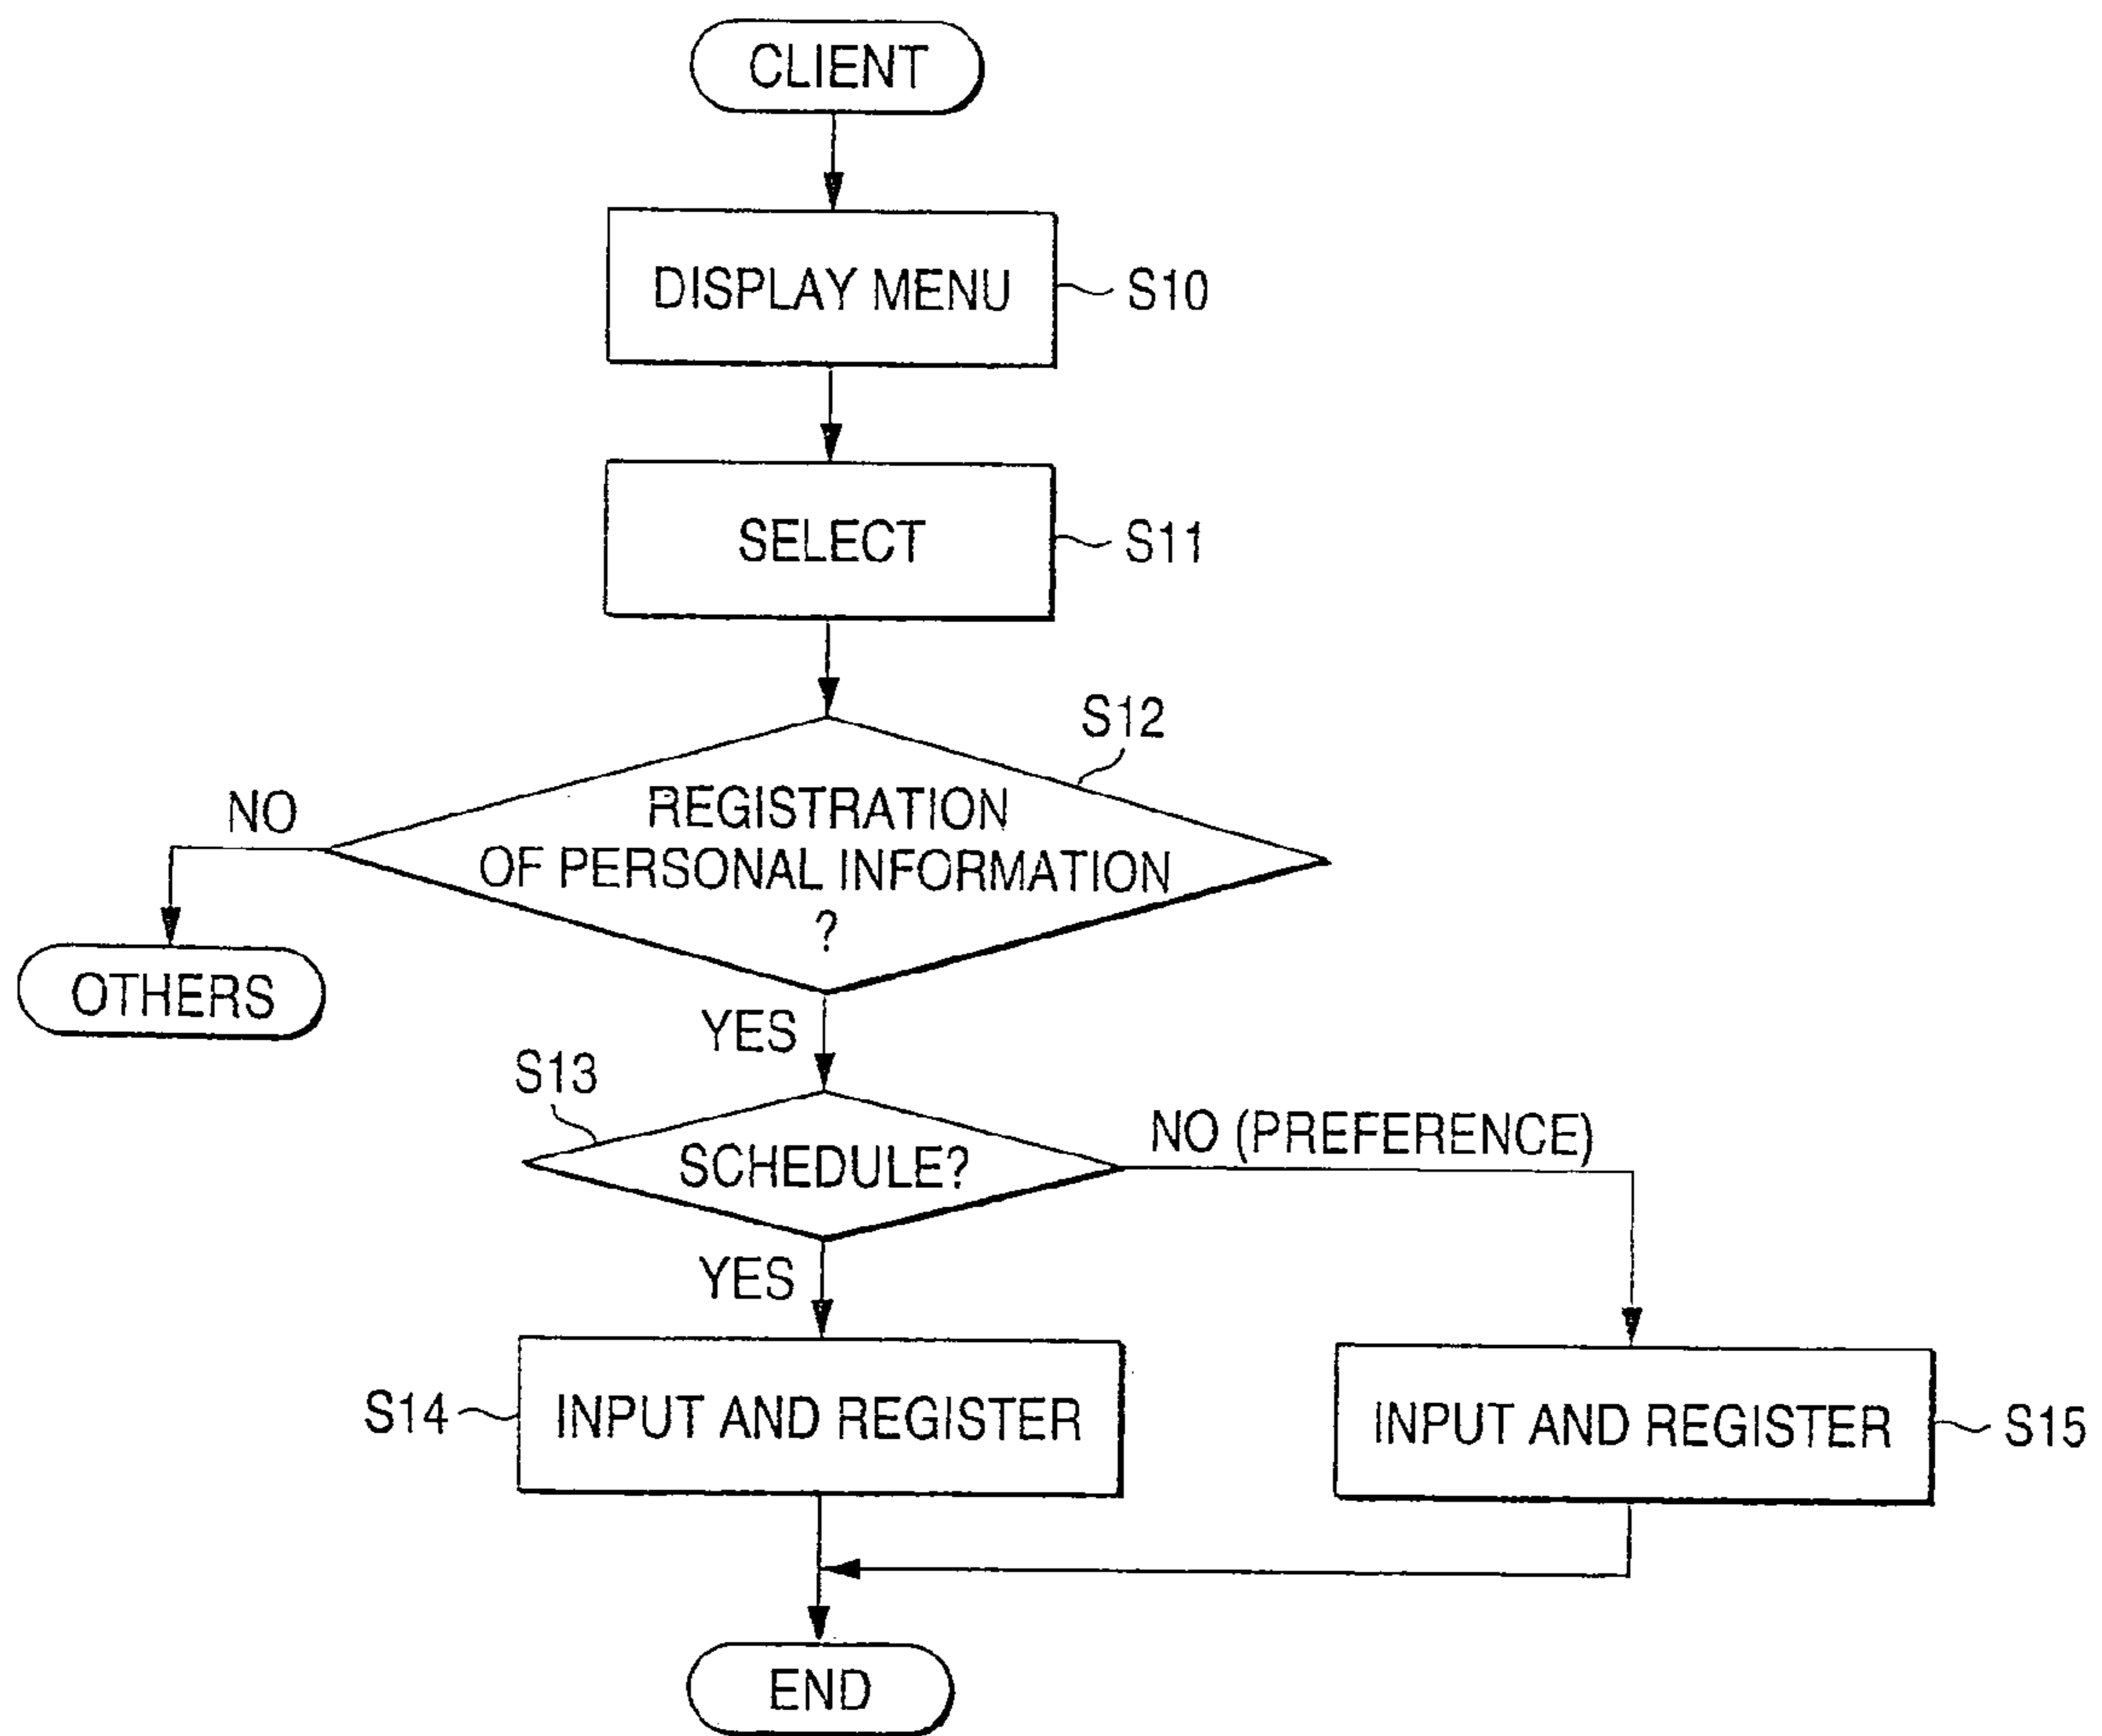 CLIENT
DISPLAY MENU
S10
SELECT
S11
S12
REGISTRATION
OF PERSONAL INFORMATION
?
NO
OTHERS
YES
S13
SCHEDULE?
NO (PREFERENCE)
YES
S14
INPUT AND REGISTER
INPUT AND REGISTER
S15
END